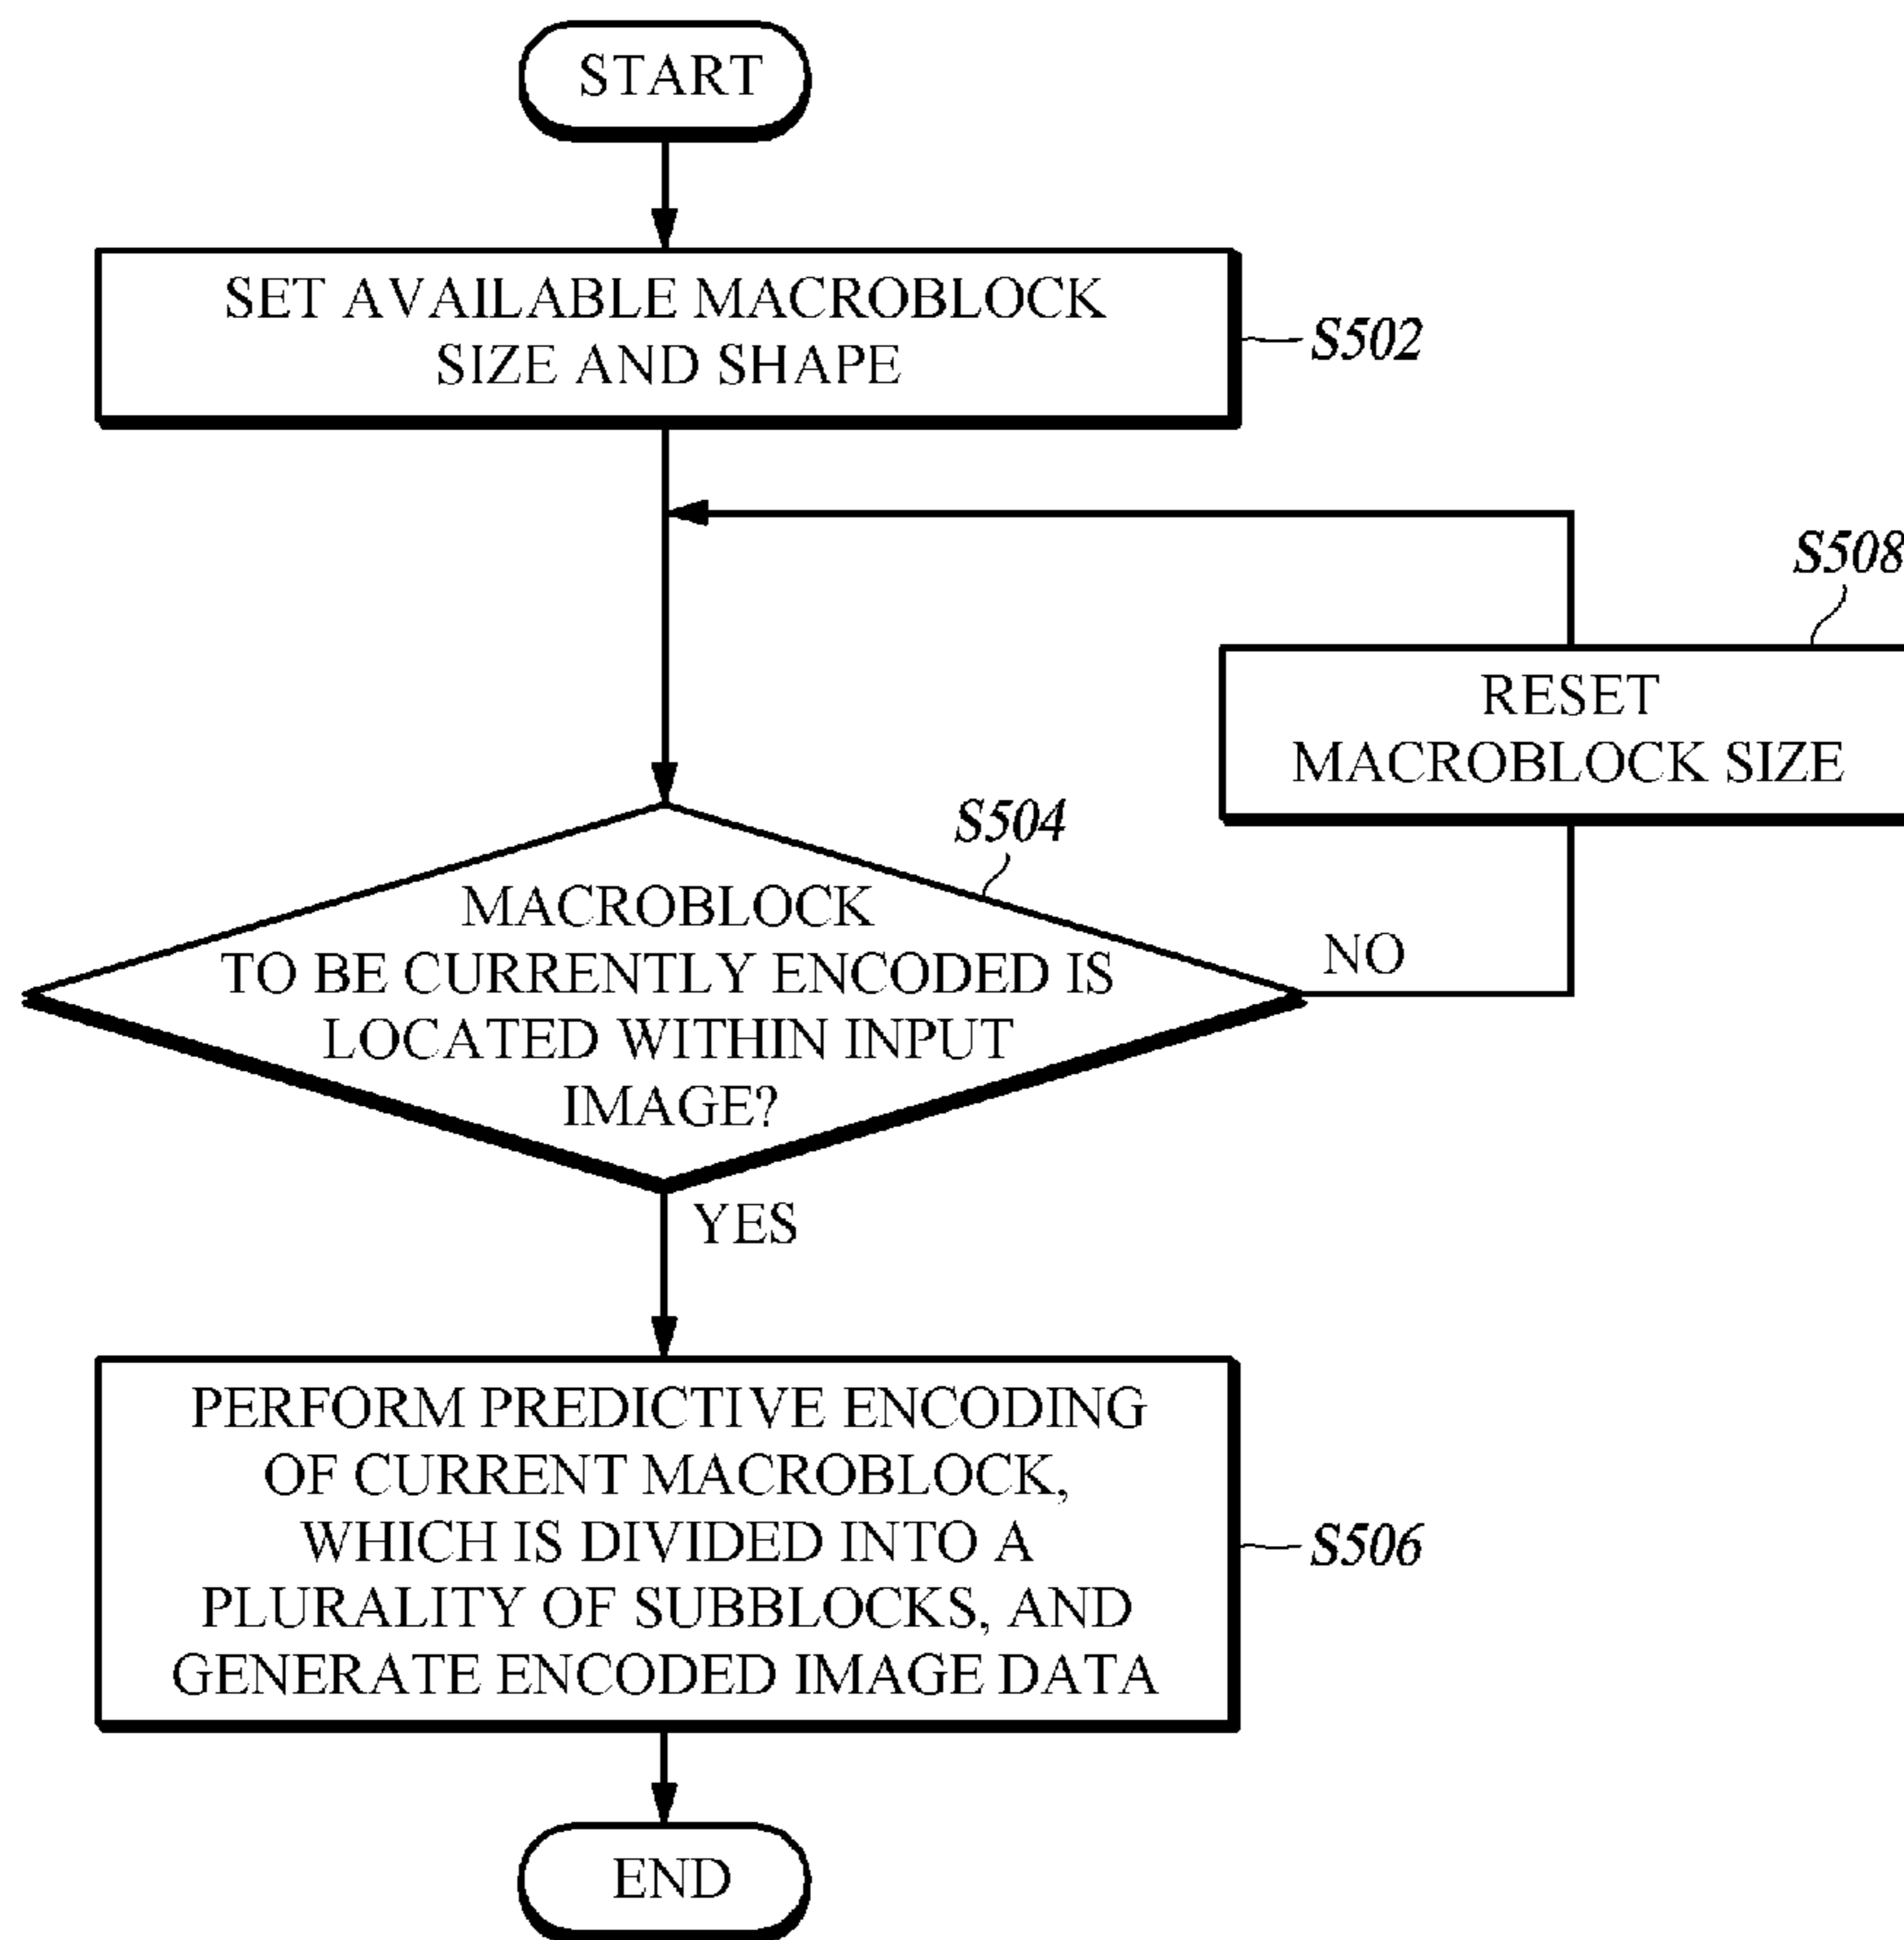 START
SET AVAILABLE MACROBLOCK
SIZE AND SHAPE
S502
S508
RESET
MACROBLOCK SIZE
S504
MACROBLOCK
TO BE CURRENTLY ENCODED IS
LOCATED WITHIN INPUT
IMAGE?
NO
YES
PERFORM PREDICTIVE ENCODING
OF CURRENT MACROBLOCK,
WHICH IS DIVIDED INTO A
PLURALITY OF SUBBLOCKS, AND
GENERATE ENCODED IMAGE DATA
S506
END